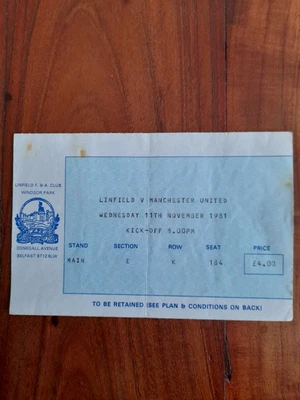 LINFIELD F. & A. CLUB
WINDSOR PARK
DONEGALL AVENUE
BELFAST BT12 6LW
LINFIELD V MANCHESTER UNITED
WEDNESDAY 11TH NOVEMBER 1981
KICK-OFF 8.00PM
STAND SECTION ROW SEAT PRICE
MAIN E K 184 £4.00
TO BE RETAINED (SEE PLAN & CONDITIONS ON BACK)